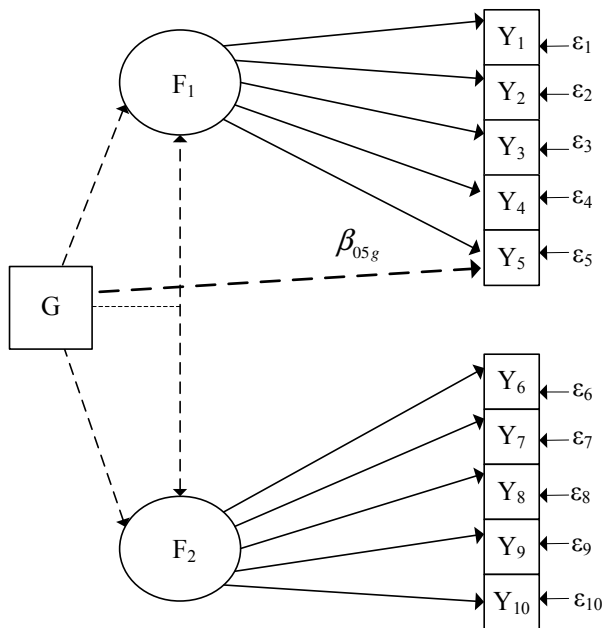 F₁
Y₁
ε₁
Y₂
ε₂
Y₃
ε₃
Y₄
ε₄
Y₅
ε₅
β₀₅g
G
Y₆
ε₆
Y₇
ε₇
Y₈
ε₈
F₂
Y₉
ε₉
Y₁₀
ε₁₀